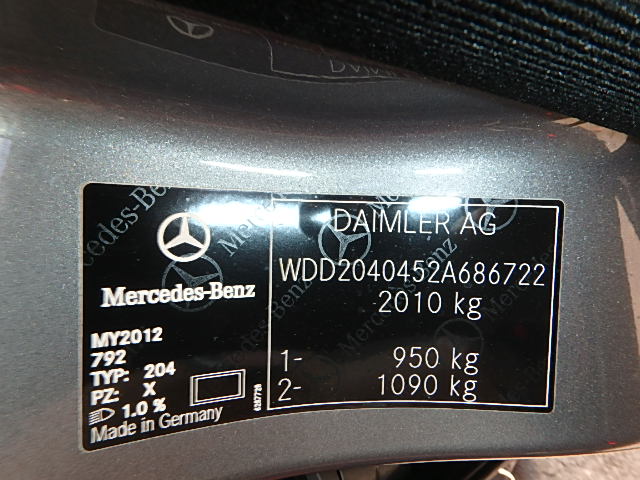 Mercedes-Benz
MY2012
792
TYP: 204
PZ: X
1.0 %
Made in Germany
DAIMLER AG
WDD2040452A686722
2010 kg
1- 950 kg
2- 1090 kg